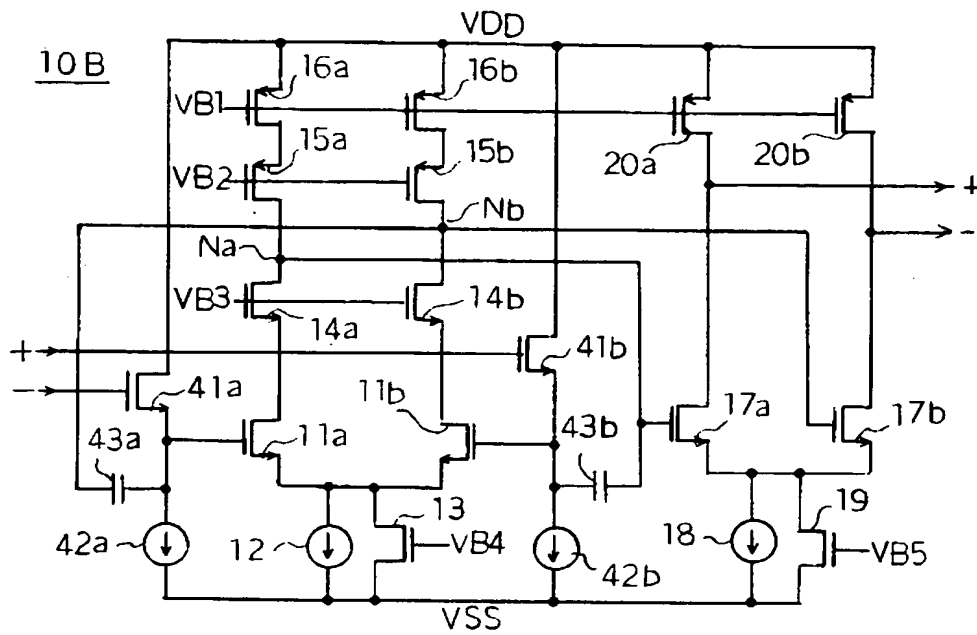 VDD
10B
16a
16b
VB1
15a
15b
20a
20b
VB2
+
Nb
Na
-
VB3
14b
14a
+
41b
-
41a
11b
43a
11a
43b
17a
17b
13
19
42a
12
VB4
42b
18
VB5
VSS